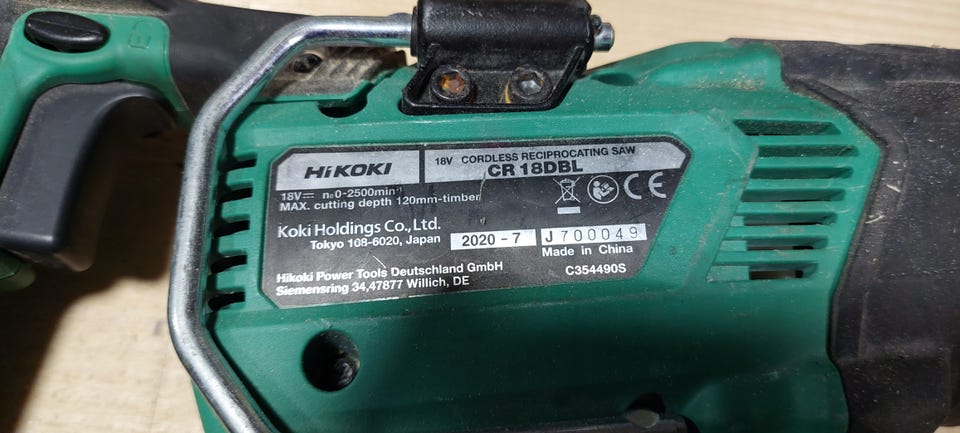 HiKOKI
18V CORDLESS RECIPROCATING SAW
CR 18DBL
18V⎓ n₀0-2500min⁻¹
MAX. cutting depth 120mm-timber
CE
Koki Holdings Co.,Ltd.
Tokyo 108-6020, Japan
2020 - 7
J700049
Made in China
Hikoki Power Tools Deutschland GmbH
Siemensring 34,47877 Willich, DE
C354490S